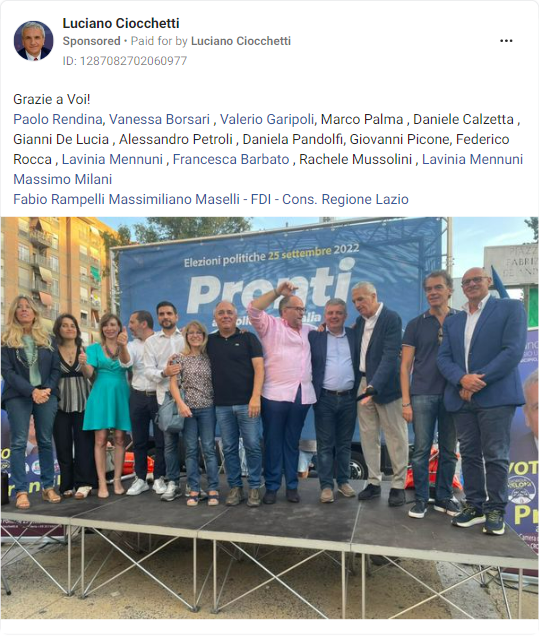 Luciano Ciocchetti
Sponsored • Paid for by Luciano Ciocchetti
ID: 1287082702060977
Grazie a Voi!
Paolo Rendina, Vanessa Borsari , Valerio Garipoli, Marco Palma , Daniele Calzetta ,
Gianni De Lucia , Alessandro Petroli , Daniela Pandolfi, Giovanni Picone, Federico
Rocca , Lavinia Mennuni , Francesca Barbato , Rachele Mussolini , Lavinia Mennuni
Massimo Milani
Fabio Rampelli Massimiliano Maselli - FDI - Cons. Regione Lazio
Elezioni politiche 25 settembre 2022
Pronti
VOT
Pr